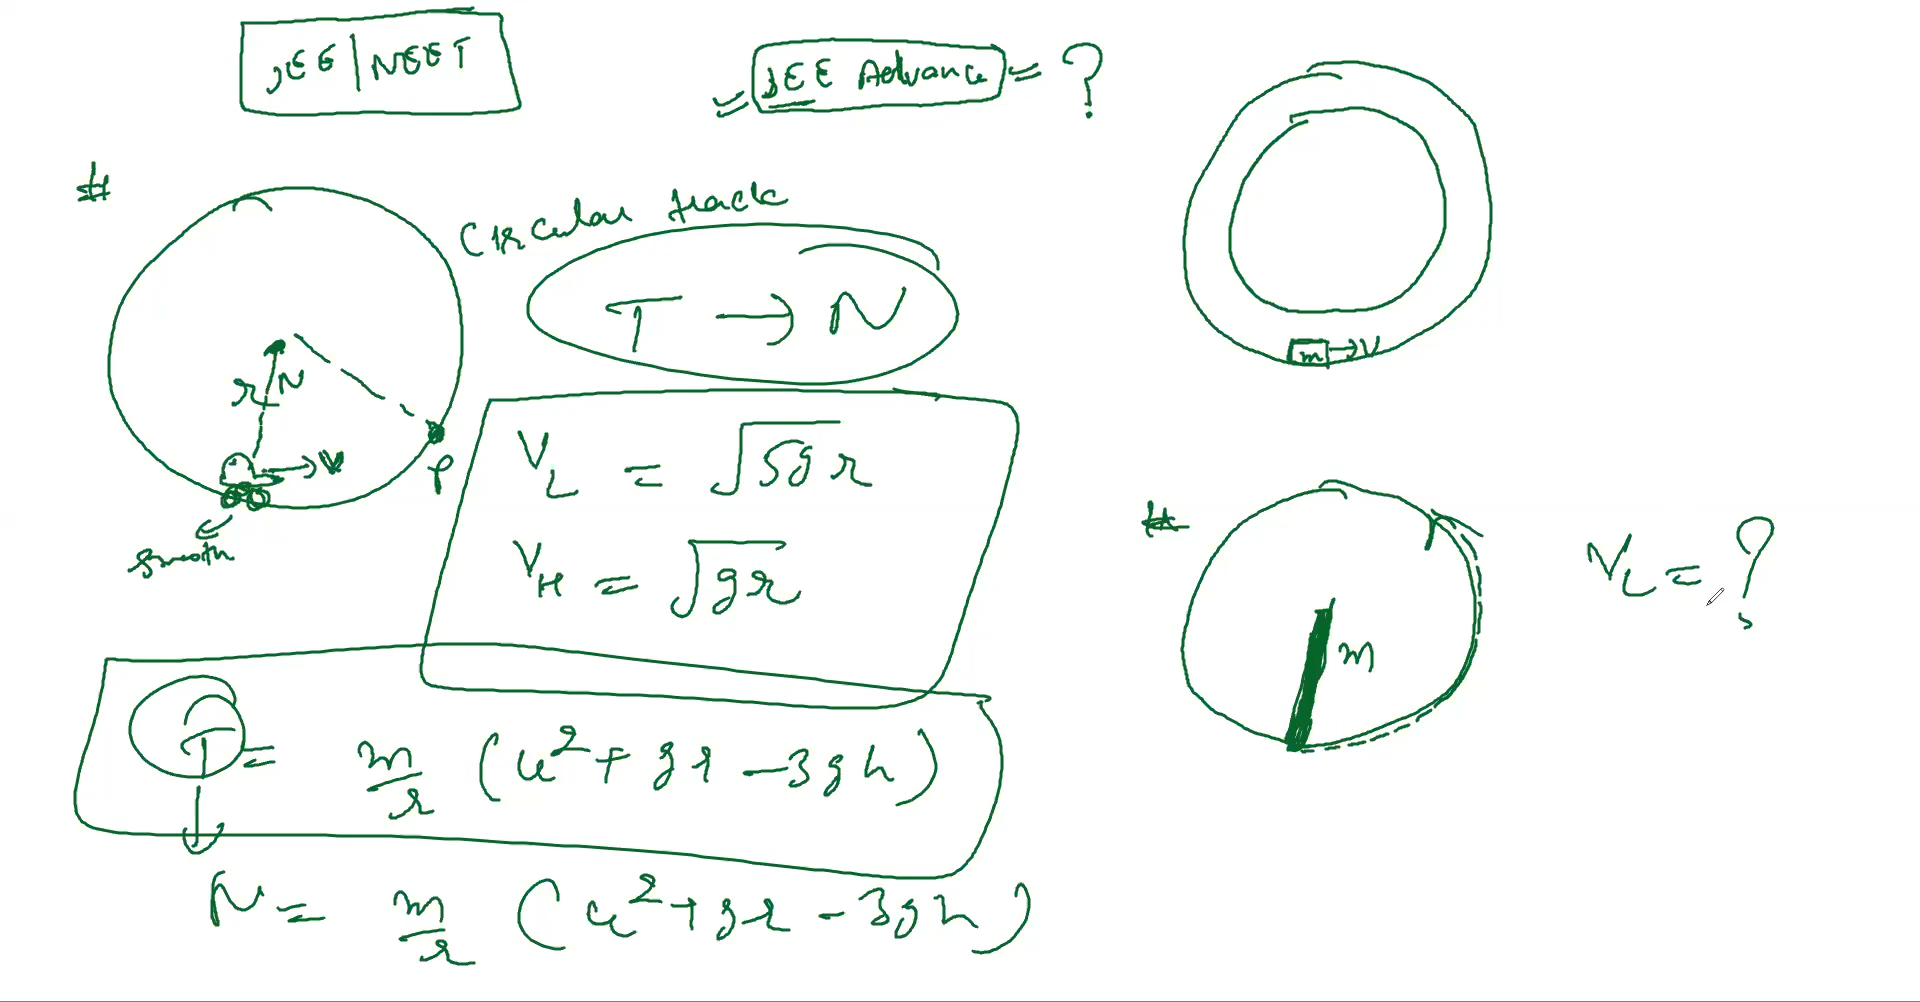 JEE | NEET
JEE Advance = ?
#
Circular track
T → N
r N
V
P
smooth
V_L = √5gr
V_H = √gr
T = m/r (u² + gr - 3gh)
N = m/r (u² + gr - 3gh)
m → V
m
V_L = ?